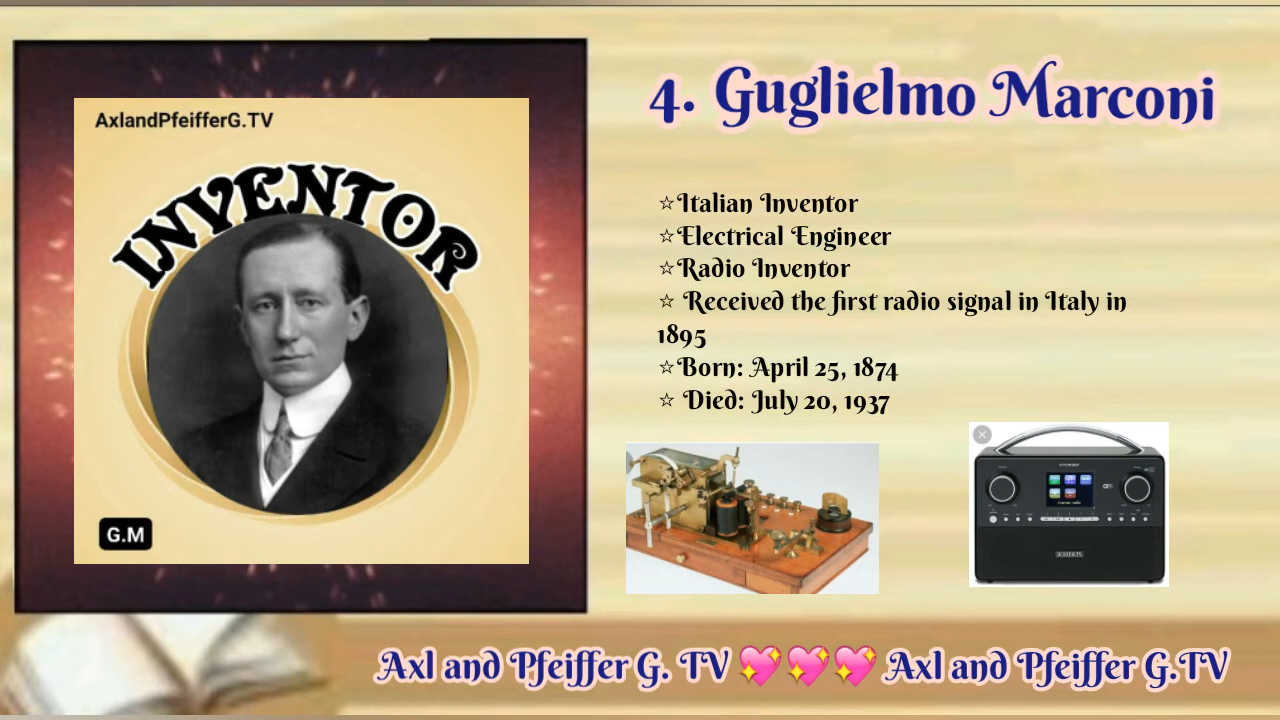 AxlandPfeifferG.TV
INVENTOR
G.M
4. Guglielmo Marconi
☆Italian Inventor
☆Electrical Engineer
☆Radio Inventor
☆ Received the first radio signal in Italy in
1895
☆Born: April 25, 1874
☆ Died: July 20, 1937
ROBERTS
Axl and Pfeiffer G. TV 💖💖💖 Axl and Pfeiffer G.TV